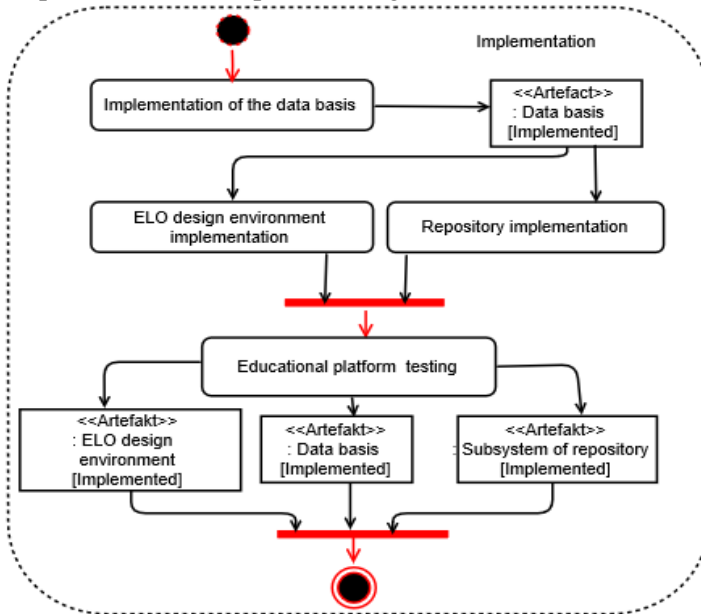 Implementation
Implementation of the data basis
<<Artefact>>
: Data basis
[Implemented]
ELO design environment
implementation
Repository implementation
Educational platform testing
<<Artefakt>>
: ELO design
environment
[Implemented]
<<Artefakt>>
: Data basis
[Implemented]
<<Artefakt>>
: Subsystem of repository
[Implemented]